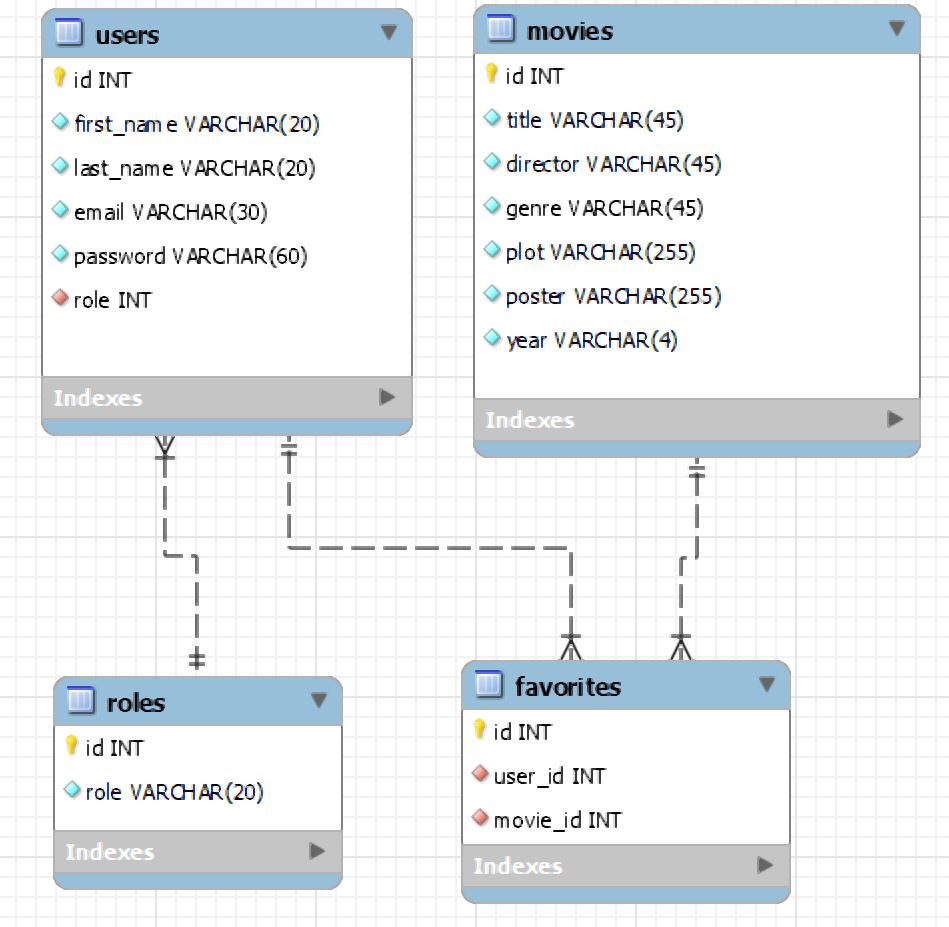 users
id INT
first_name VARCHAR(20)
last_name VARCHAR(20)
email VARCHAR(30)
password VARCHAR(60)
role INT
Indexes
movies
id INT
title VARCHAR(45)
director VARCHAR(45)
genre VARCHAR(45)
plot VARCHAR(255)
poster VARCHAR(255)
year VARCHAR(4)
Indexes
roles
id INT
role VARCHAR(20)
Indexes
favorites
id INT
user_id INT
movie_id INT
Indexes